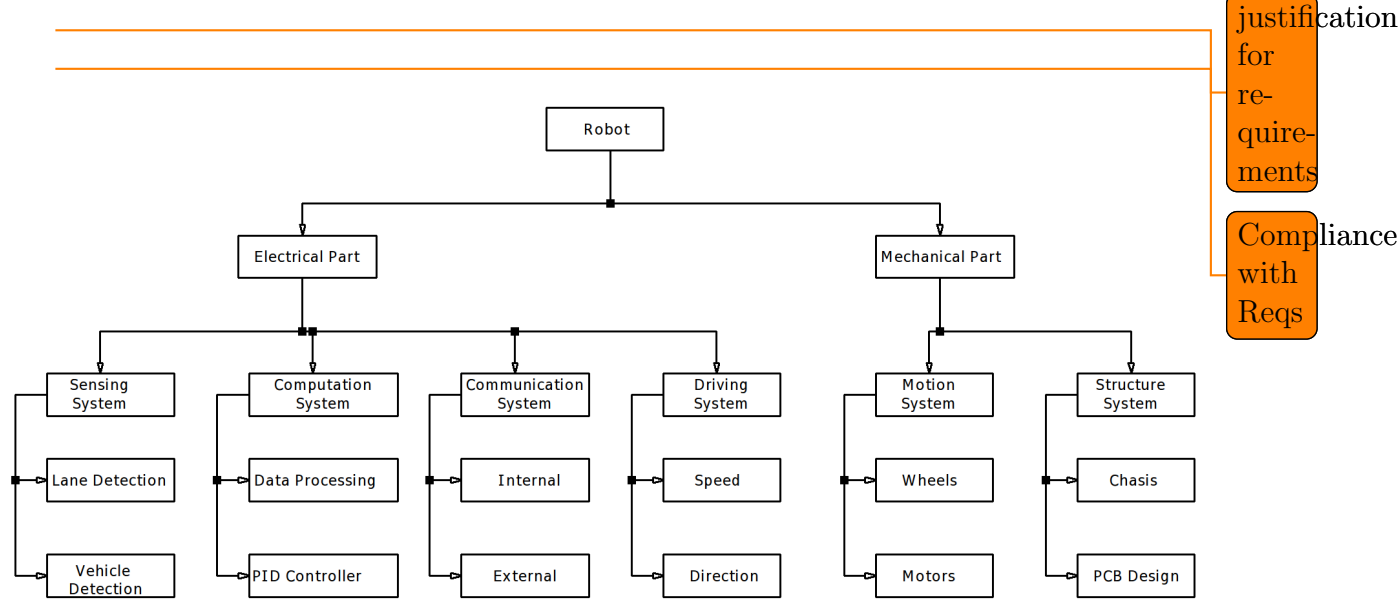 justification
for
re-
quire-
ments
Robot
Compliance
with
Reqs
Electrical Part
Mechanical Part
Sensing
System
Computation
System
Communication
System
Driving
System
Motion
System
Structure
System
Lane Detection
Data Processing
Internal
Speed
Wheels
Chasis
Vehicle
Detection
PID Controller
External
Direction
Motors
PCB Design